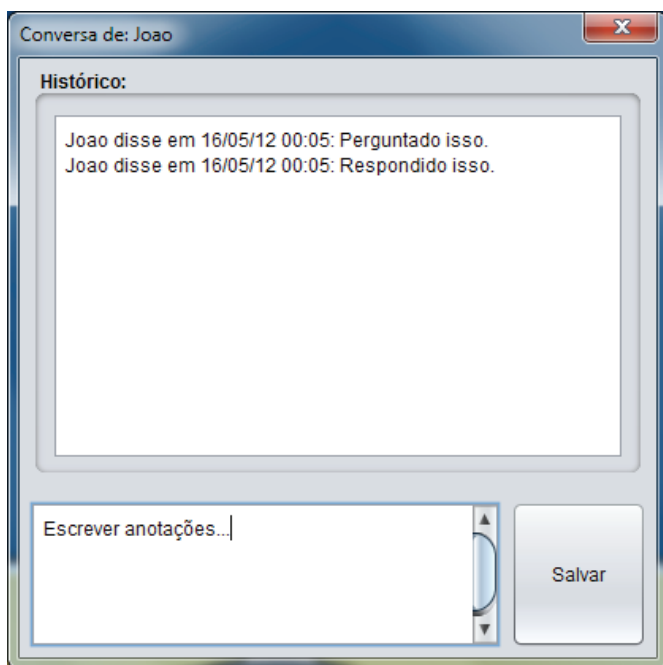 Conversa de: Joao
Histórico:
Joao disse em 16/05/12 00:05: Perguntado isso.
Joao disse em 16/05/12 00:05: Respondido isso.
Escrever anotações...
Salvar